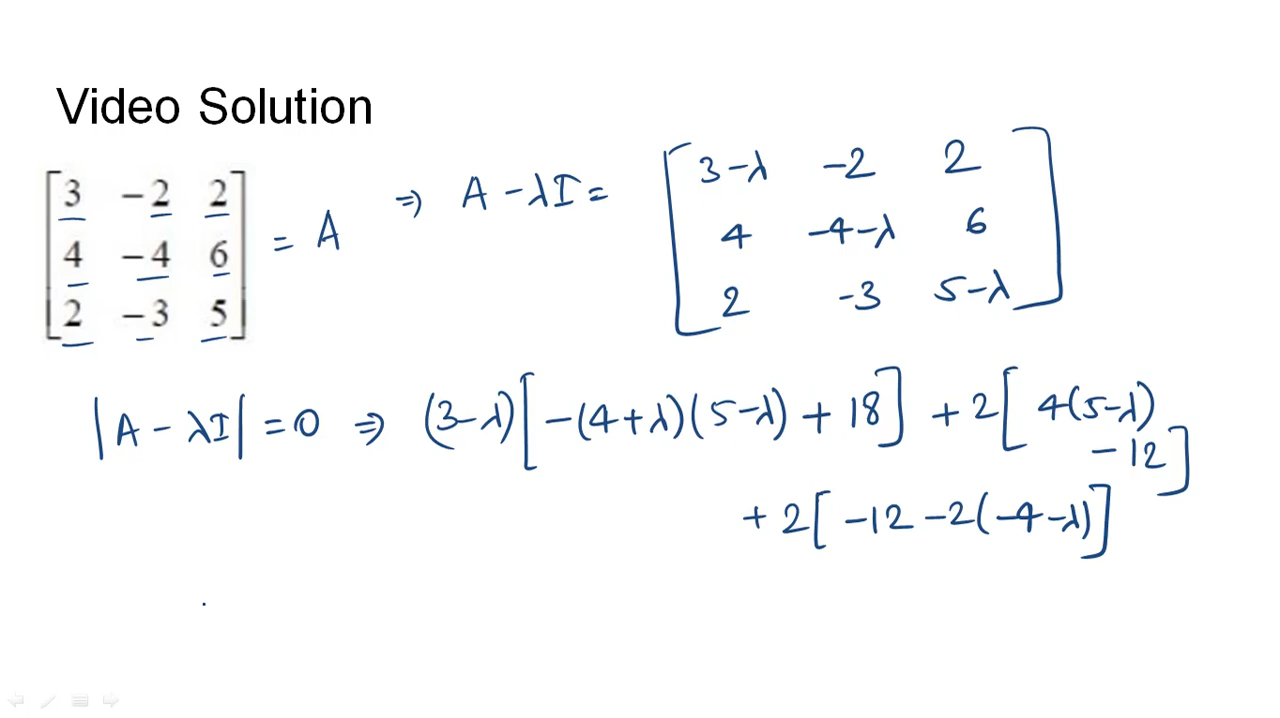 Video Solution
[3 -2 2
4 -4 6
2 -3 5] = A ⇒ A - λI = [3-λ -2 2
4 -4-λ 6
2 -3 5-λ]
|A - λI| = 0 ⇒ (3-λ)[-(4+λ)(5-λ) + 18] + 2[4(5-λ)
- 12]
+ 2[-12 - 2(-4-λ)]